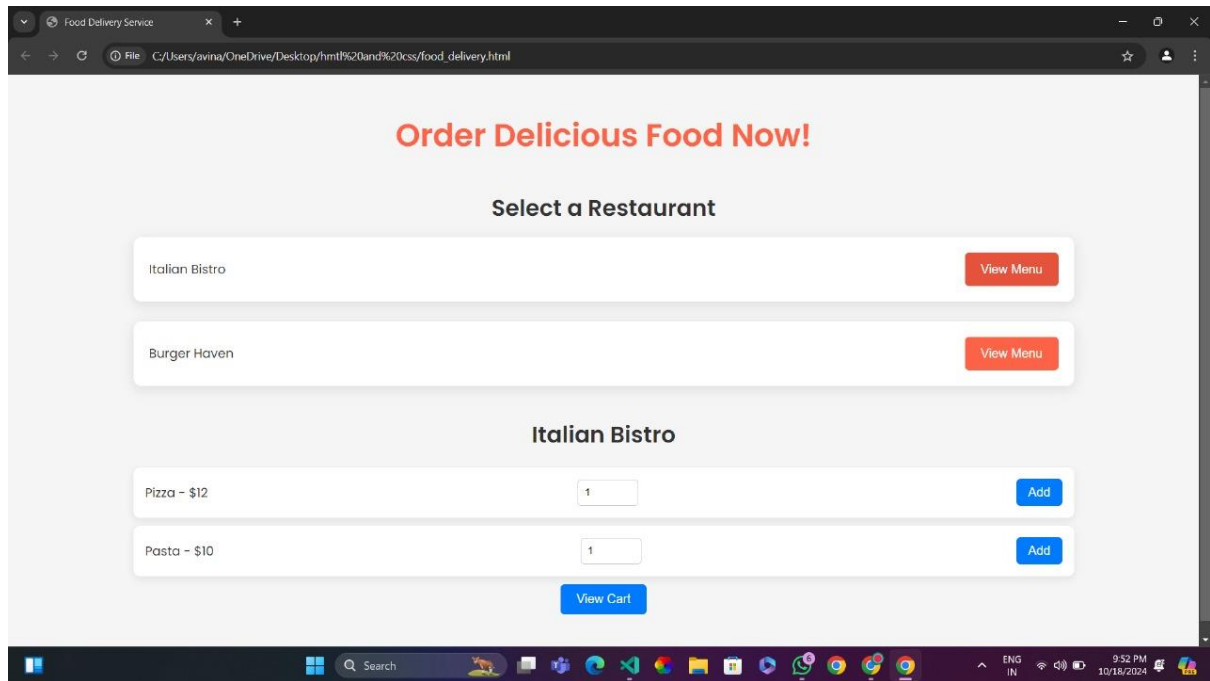 Food Delivery Service
File C:/Users/avina/OneDrive/Desktop/hmtl%20and%20css/food_delivery.html
Order Delicious Food Now!
Select a Restaurant
Italian Bistro View Menu
Burger Haven View Menu
Italian Bistro
Pizza - $12 1 Add
Pasta - $10 1 Add
View Cart
Search
ENG
IN
9:52 PM
10/18/2024